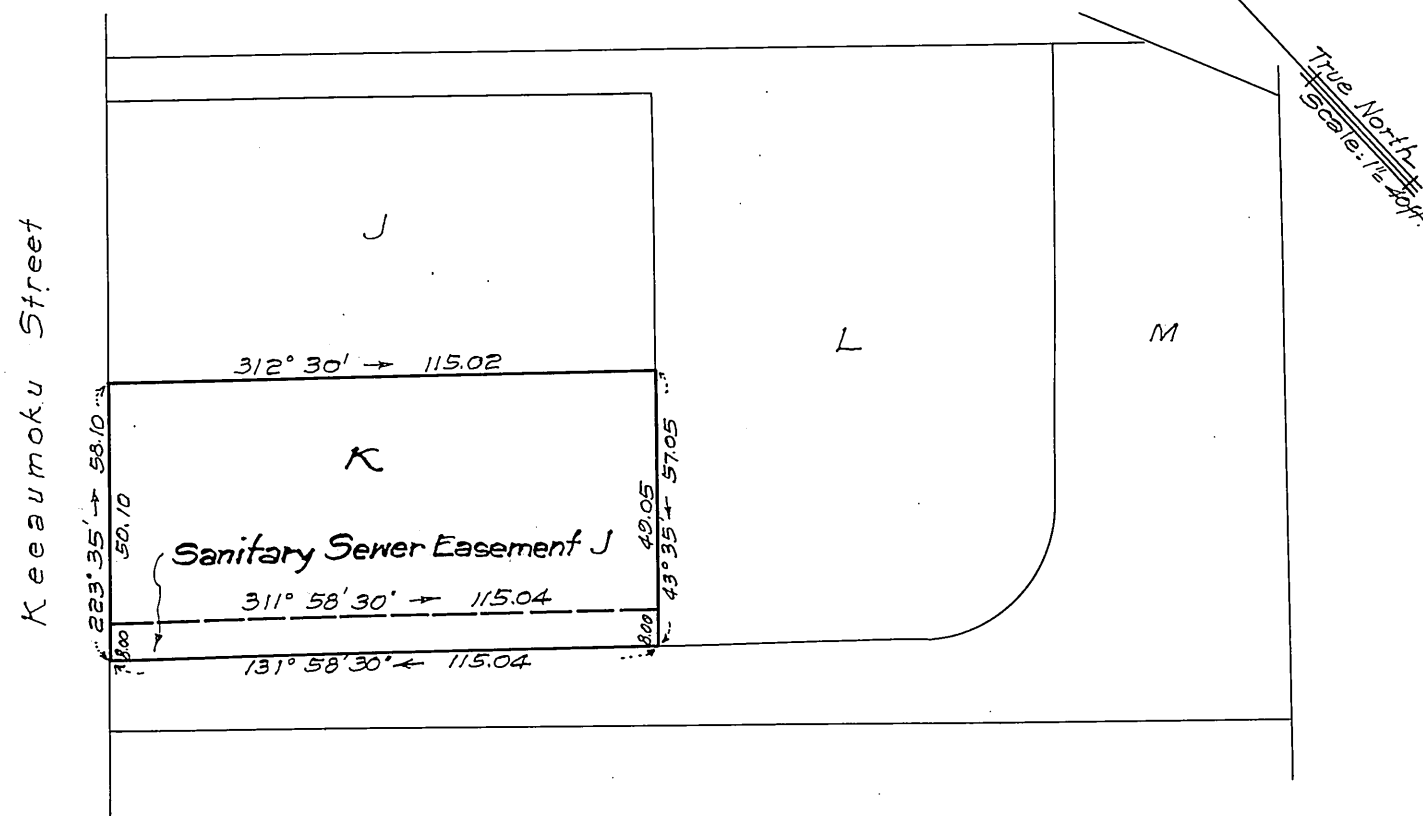 True North
Scale: 1"= 40ft.
J
Keeaumoku Street
L
M
312° 30' → 115.02
223° 35' → 58.10
50.10
K
49.05
43° 35' ← 57.05
Sanitary Sewer Easement J
311° 58' 30" → 115.04
8.00
8.00
131° 58' 30" ← 115.04